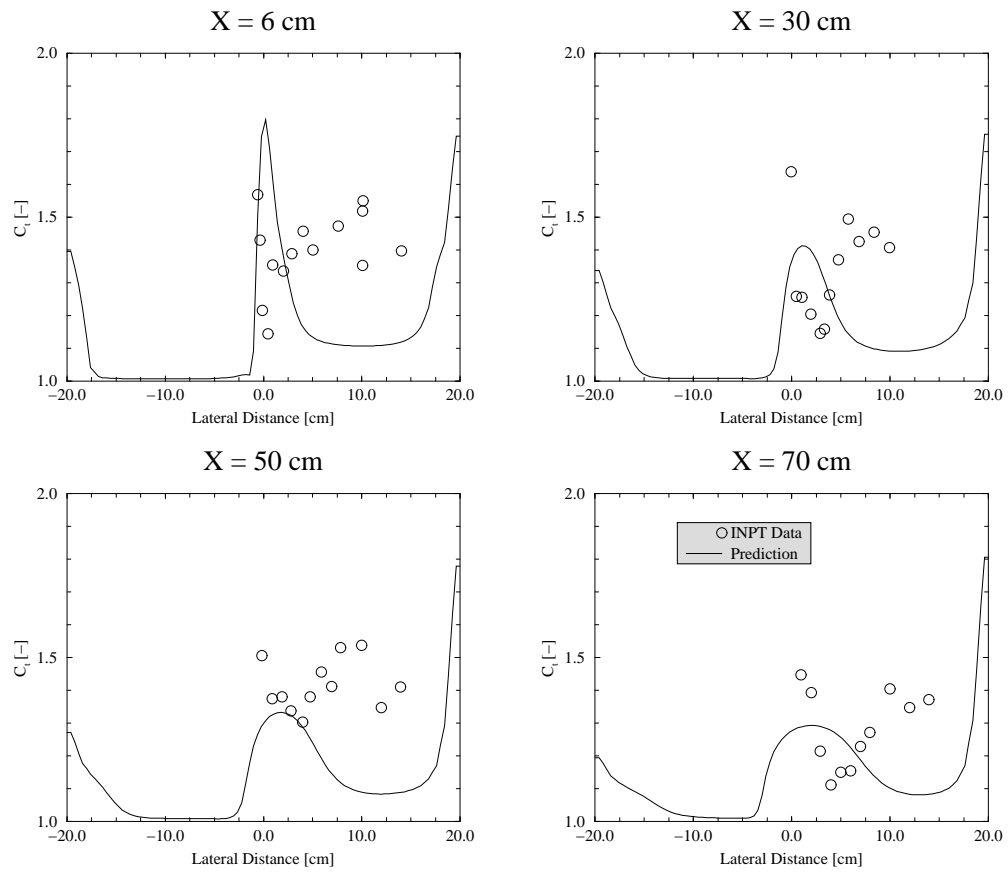 X = 6 cm
2.0
1.5
1.0
Cₜ [−]
−20.0 −10.0 0.0 10.0 20.0
Lateral Distance [cm]
X = 30 cm
2.0
1.5
1.0
Cₜ [−]
−20.0 −10.0 0.0 10.0 20.0
Lateral Distance [cm]
X = 50 cm
2.0
1.5
1.0
Cₜ [−]
−20.0 −10.0 0.0 10.0 20.0
Lateral Distance [cm]
X = 70 cm
2.0
1.5
1.0
Cₜ [−]
INPT Data
Prediction
−20.0 −10.0 0.0 10.0 20.0
Lateral Distance [cm]